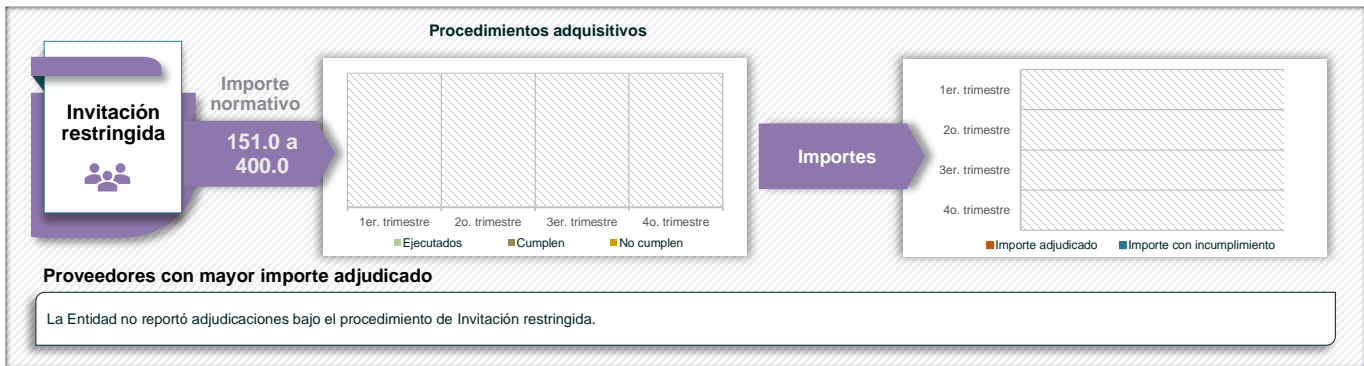 Procedimientos adquisitivos
Invitación
restringida
Importe
normativo
151.0 a
400.0
1er. trimestre
2o. trimestre
3er. trimestre
4o. trimestre
Ejecutados
Cumplen
No cumplen
Importes
1er. trimestre
2o. trimestre
3er. trimestre
4o. trimestre
Importe adjudicado
Importe con incumplimiento
Proveedores con mayor importe adjudicado
La Entidad no reportó adjudicaciones bajo el procedimiento de Invitación restringida.